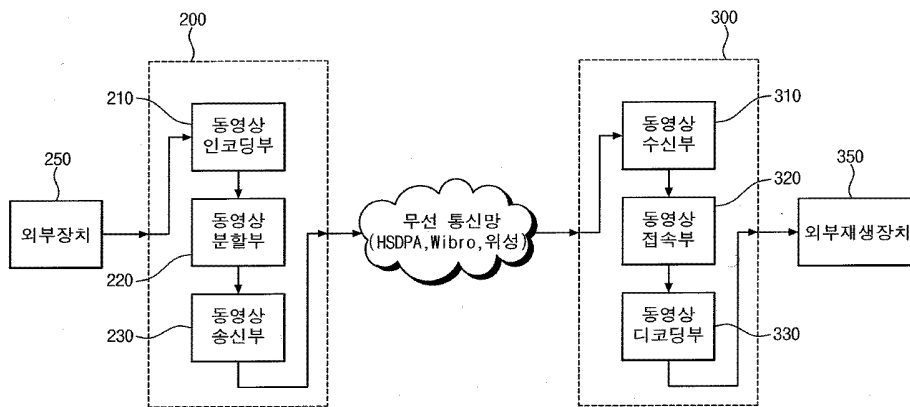 200
210
동영상
인코딩부
250
외부장치
동영상
분할부
220
230
동영상
송신부
무선 통신망
(HSDPA,Wibro,위성)
300
310
동영상
수신부
320
동영상
접속부
동영상
디코딩부
330
350
외부재생장치